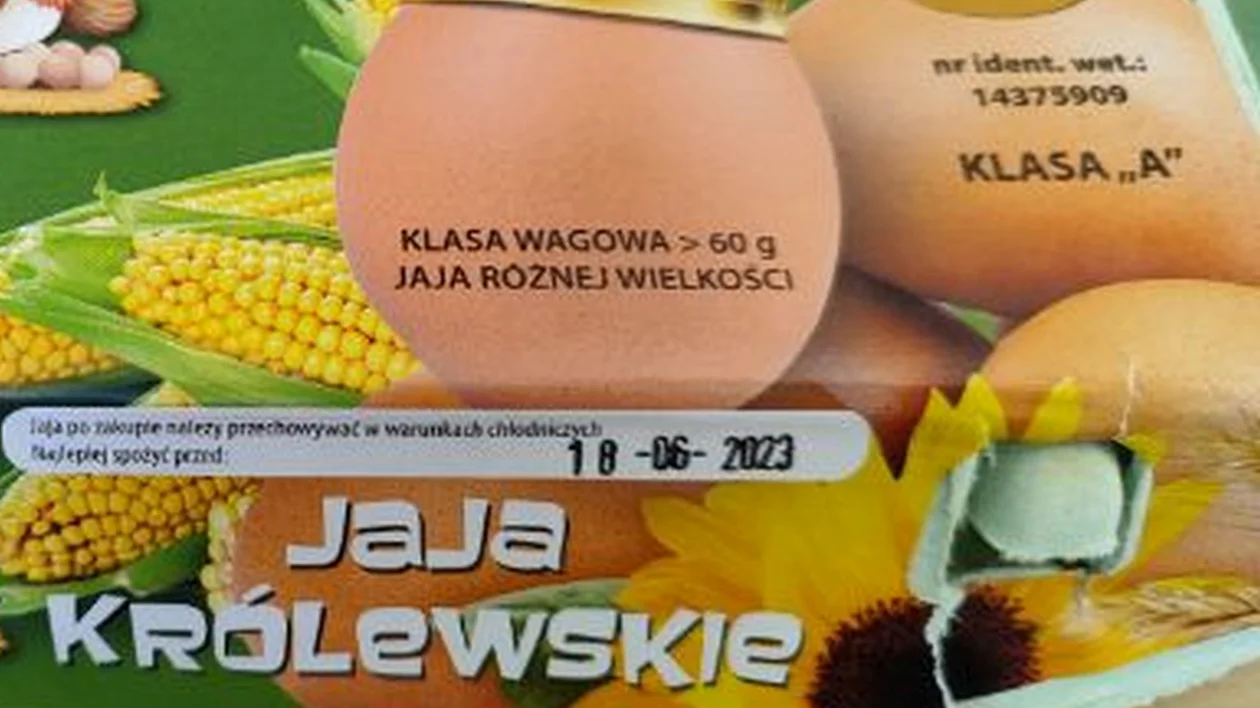 nr ident. wet.:
14375909
KLASA „A”
KLASA WAGOWA > 60 g
JAJA RÓŻNEJ WIELKOŚCI
Jaja po zakupie należy przechowywać w warunkach chłodniczych
Najlepiej spożyć przed:
18 -06- 2023
JAJA
KRÓLEWSKIE